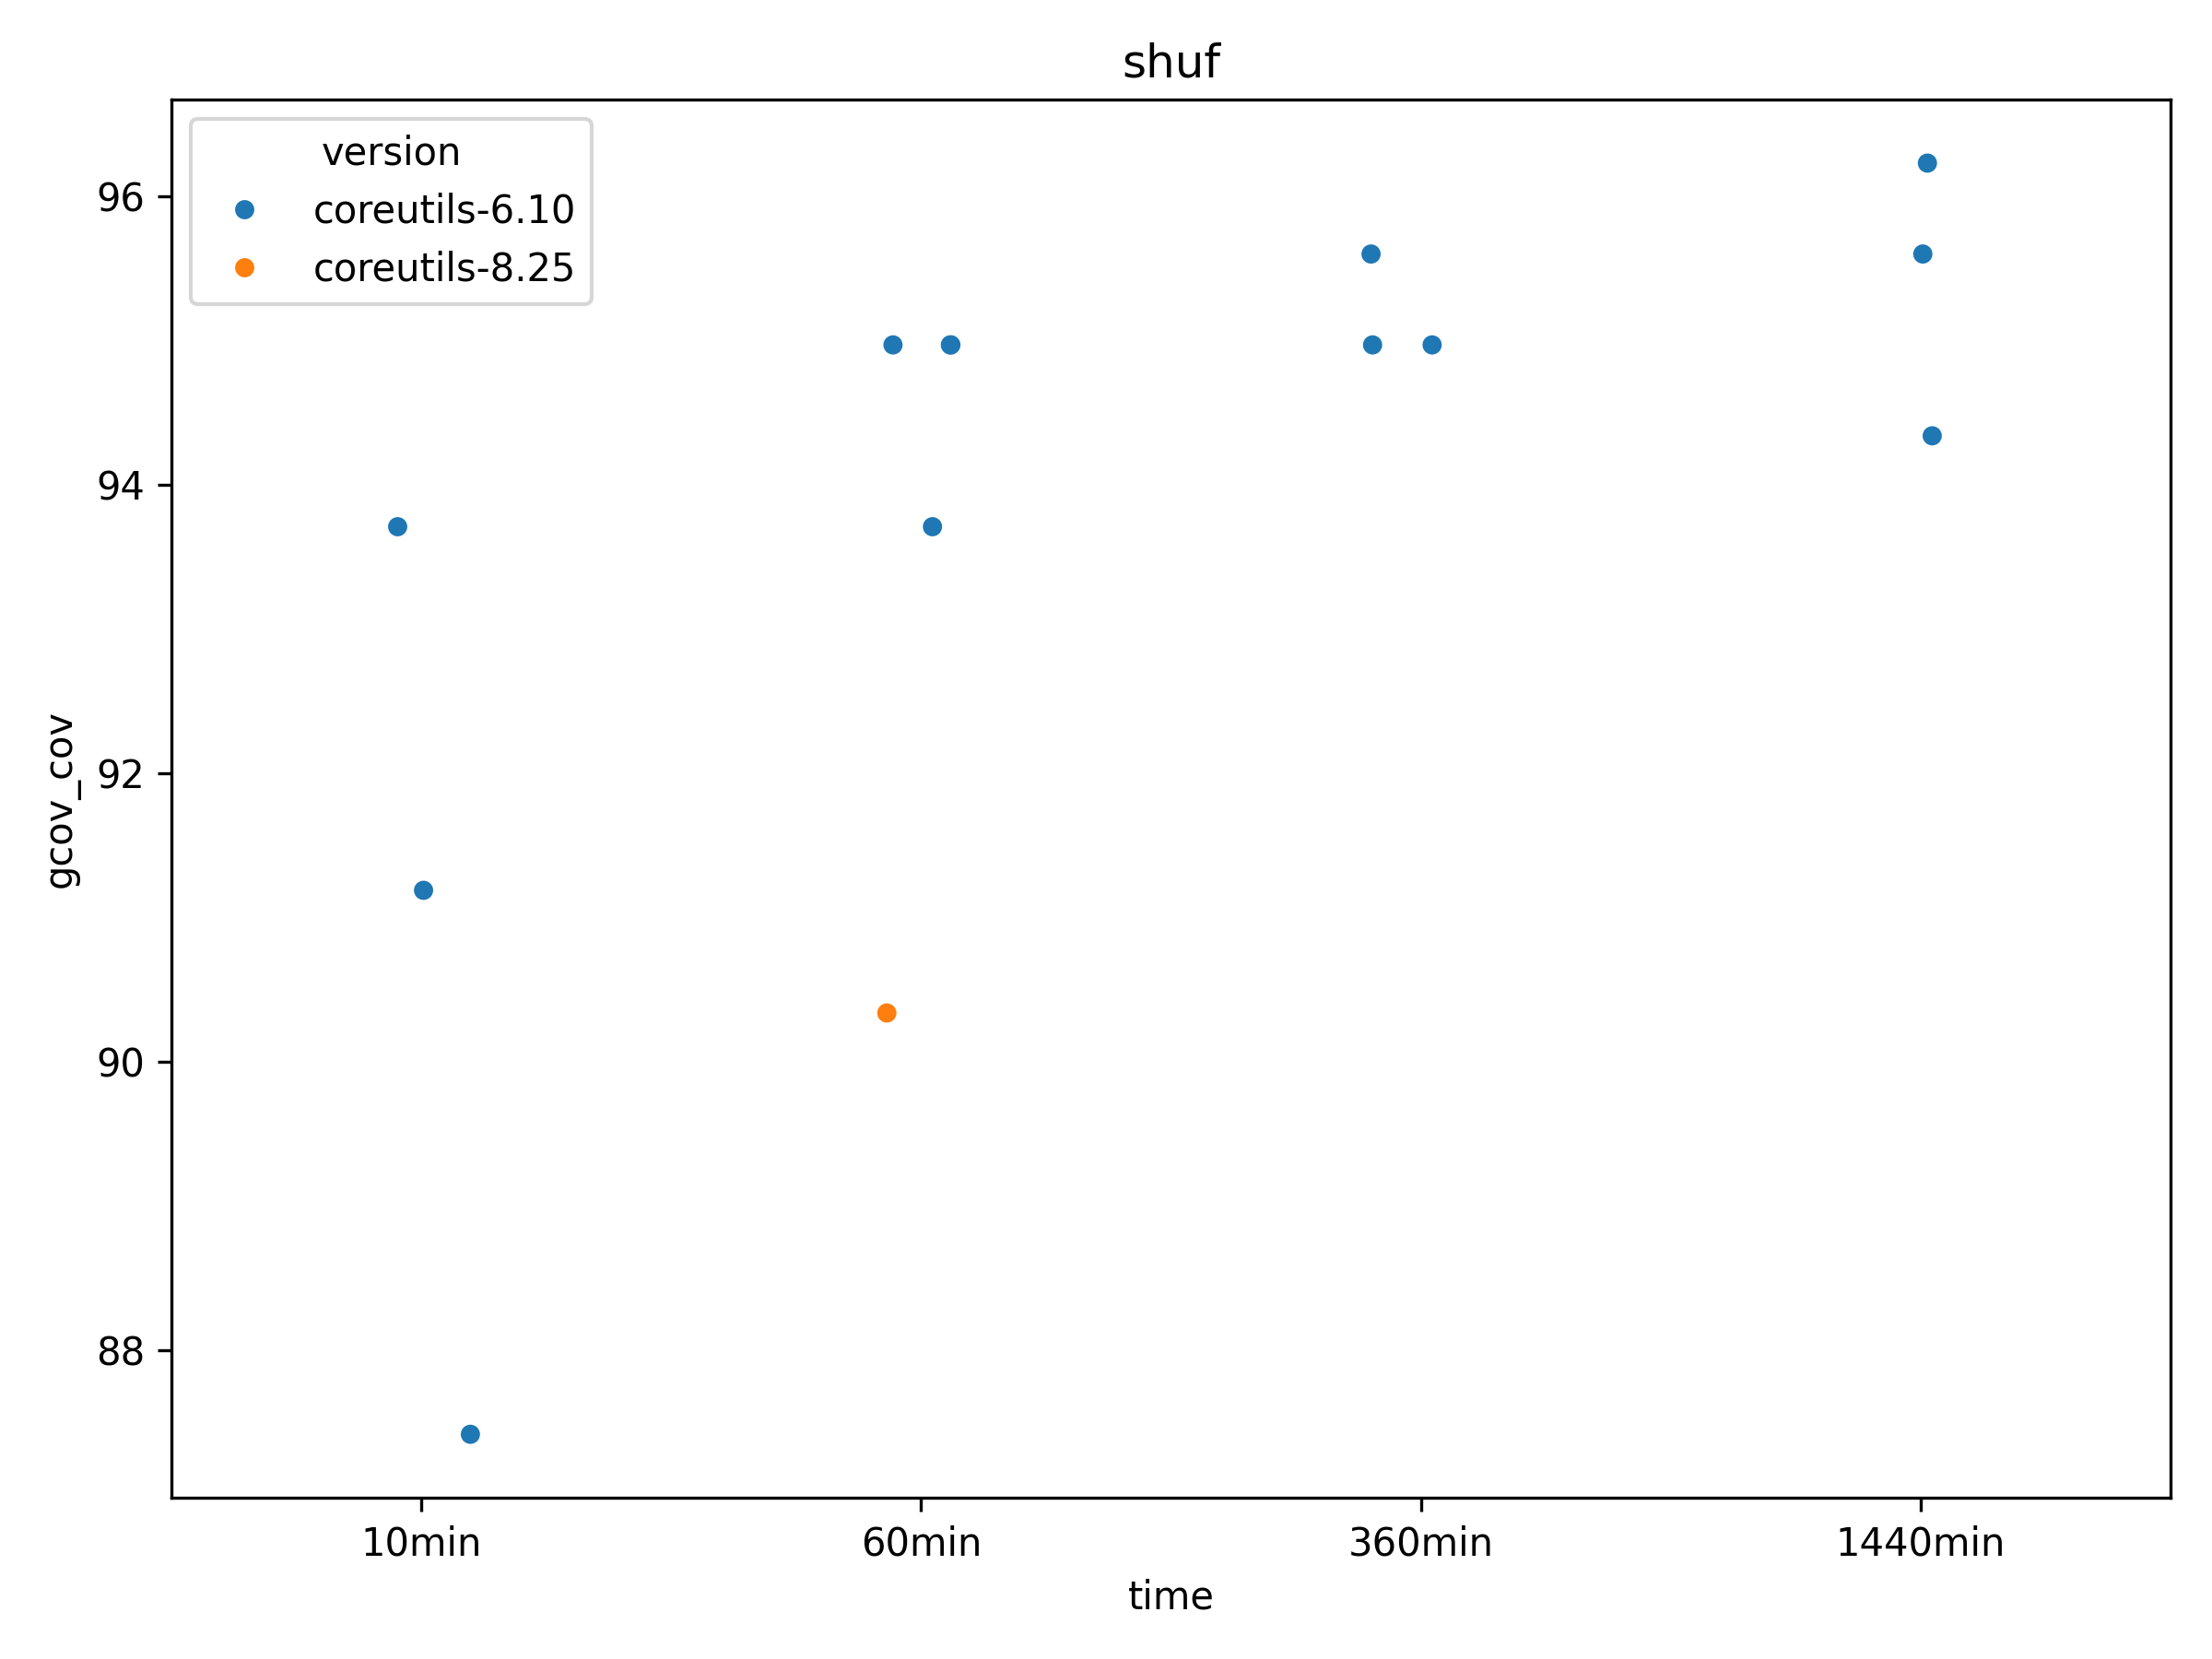 shuf
version
coreutils-6.10
coreutils-8.25
96
94
92
90
88
gcov_cov
10min
60min
360min
1440min
time